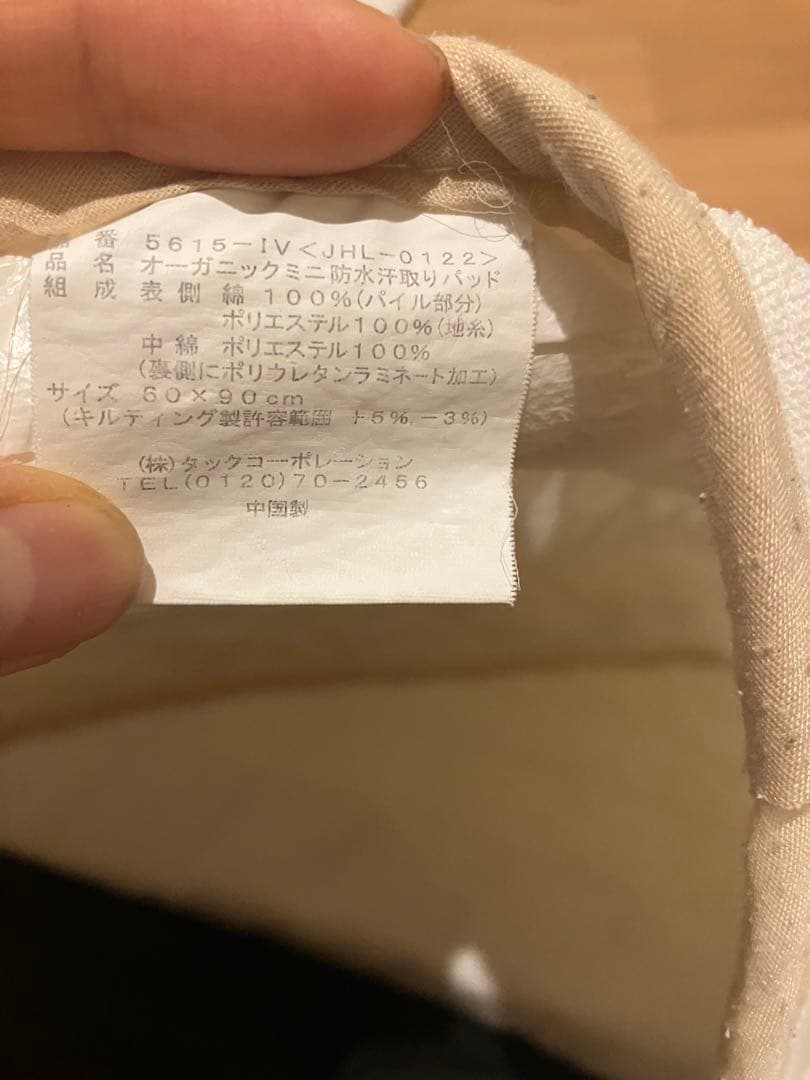 品番 5615-IV<JHL-0122>
品名 オーガニックミニ防水汗取りパッド
組成 表側 綿 100%(パイル部分)
ポリエステル100%(地糸)
中綿 ポリエステル100%
(裏側にポリウレタンラミネート加工)
サイズ 60×90cm
(キルティング製許容範囲 +5%,-3%)
(株)タックコーポレーション
TEL(0120)70-2456
中国製